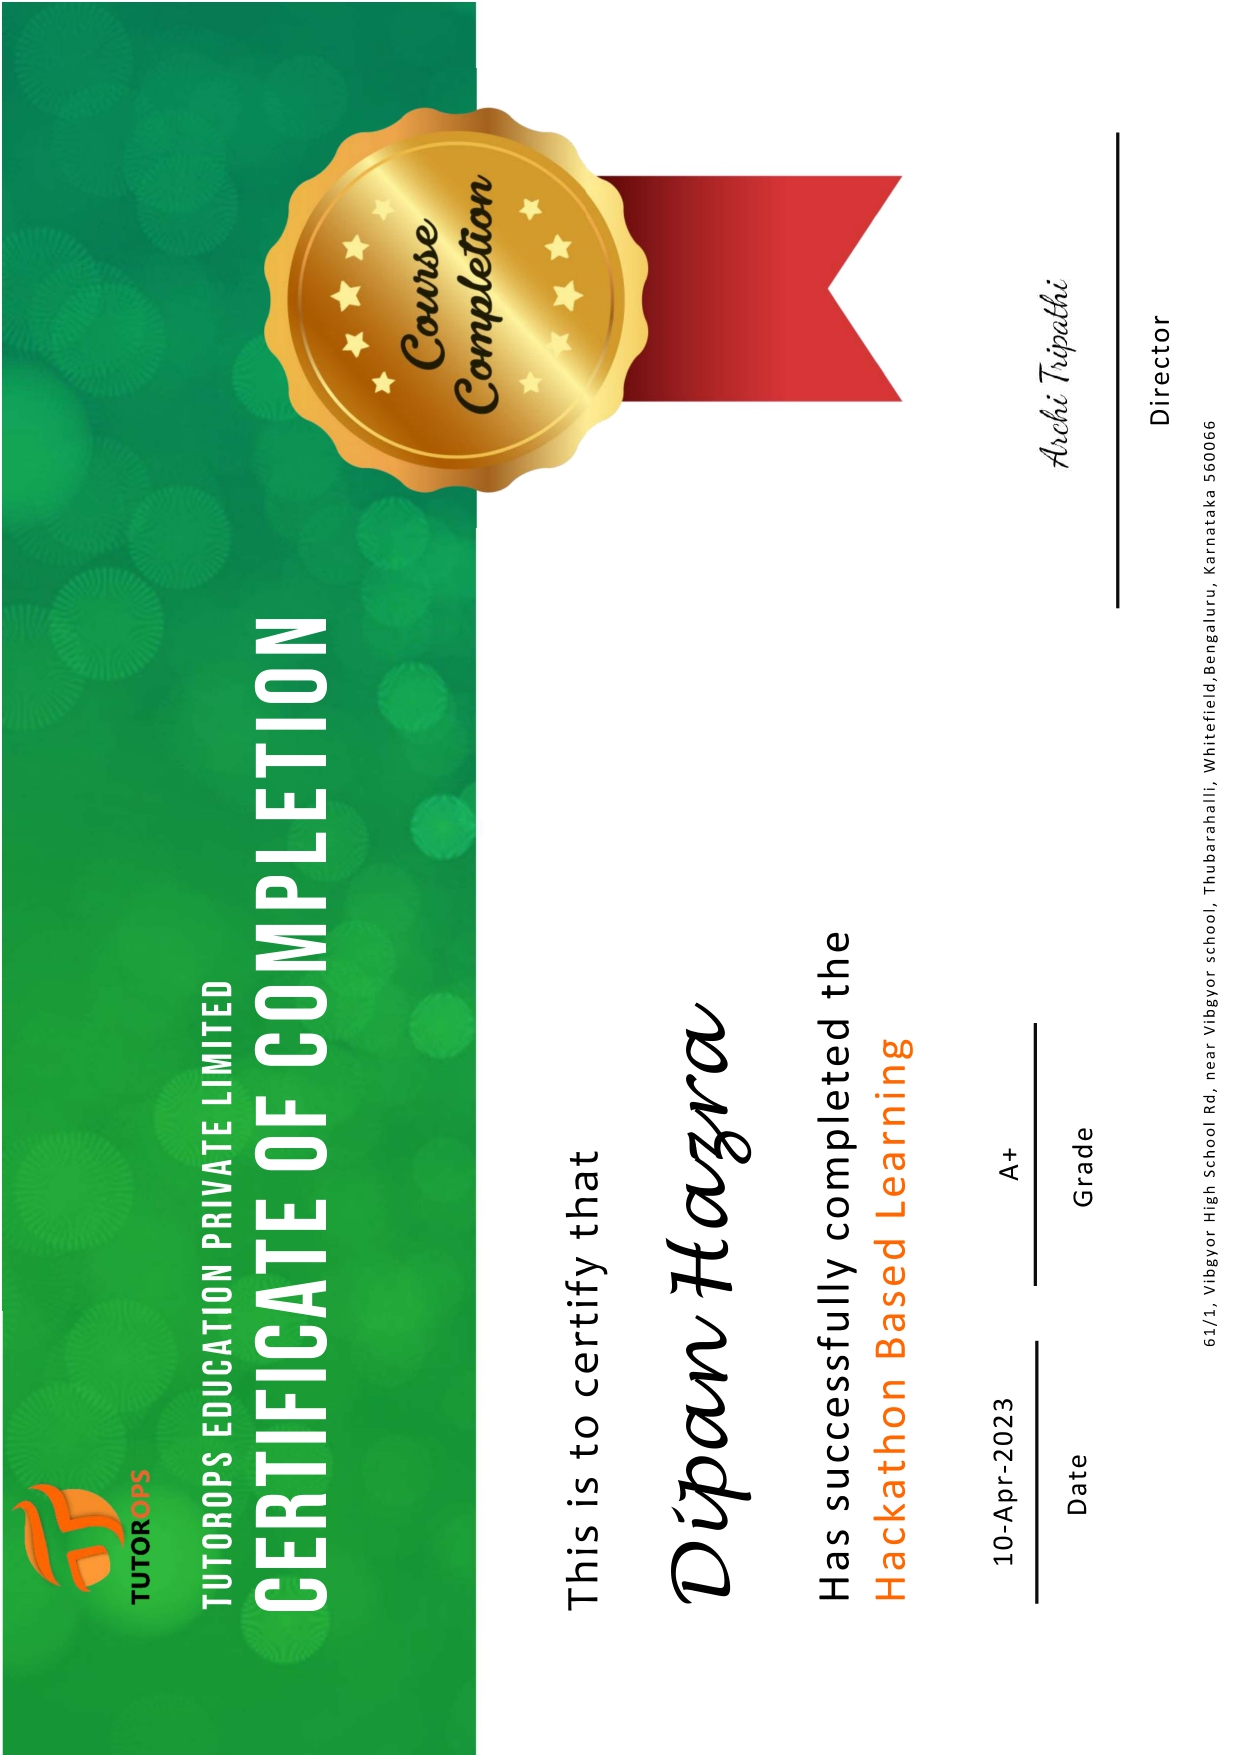 TUTOROPS
TUTOROPS EDUCATION PRIVATE LIMITED
CERTIFICATE OF COMPLETION
Course
Completion
This is to certify that
Dipan Hazra
Has successfully completed the
Hackathon Based Learning
10-Apr-2023
A+
Date
Grade
Archi Tripathi
Director
61/1, Vibgyor High School Rd, near Vibgyor school, Thubarahalli, Whitefield,Bengaluru, Karnataka 560066